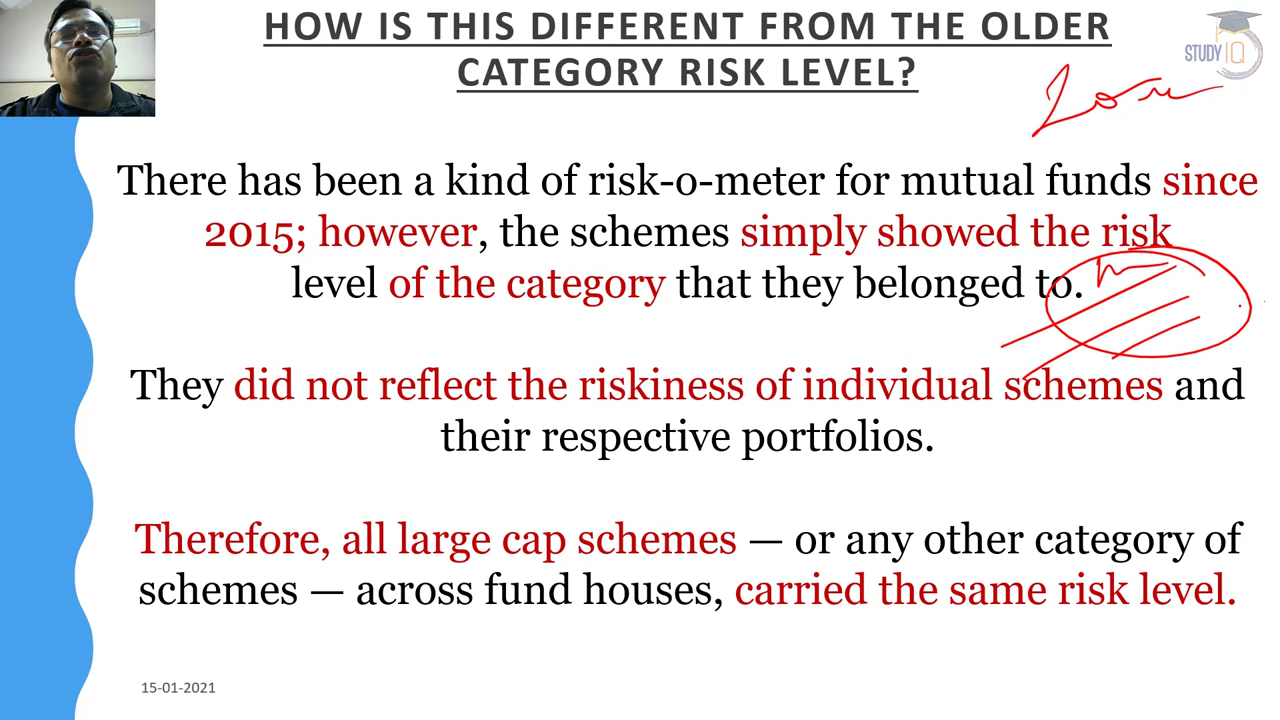 HOW IS THIS DIFFERENT FROM THE OLDER
CATEGORY RISK LEVEL?
STUDY IQ
There has been a kind of risk-o-meter for mutual funds since
2015; however, the schemes simply showed the risk
level of the category that they belonged to.
They did not reflect the riskiness of individual schemes and
their respective portfolios.
Therefore, all large cap schemes — or any other category of
schemes — across fund houses, carried the same risk level.
15-01-2021